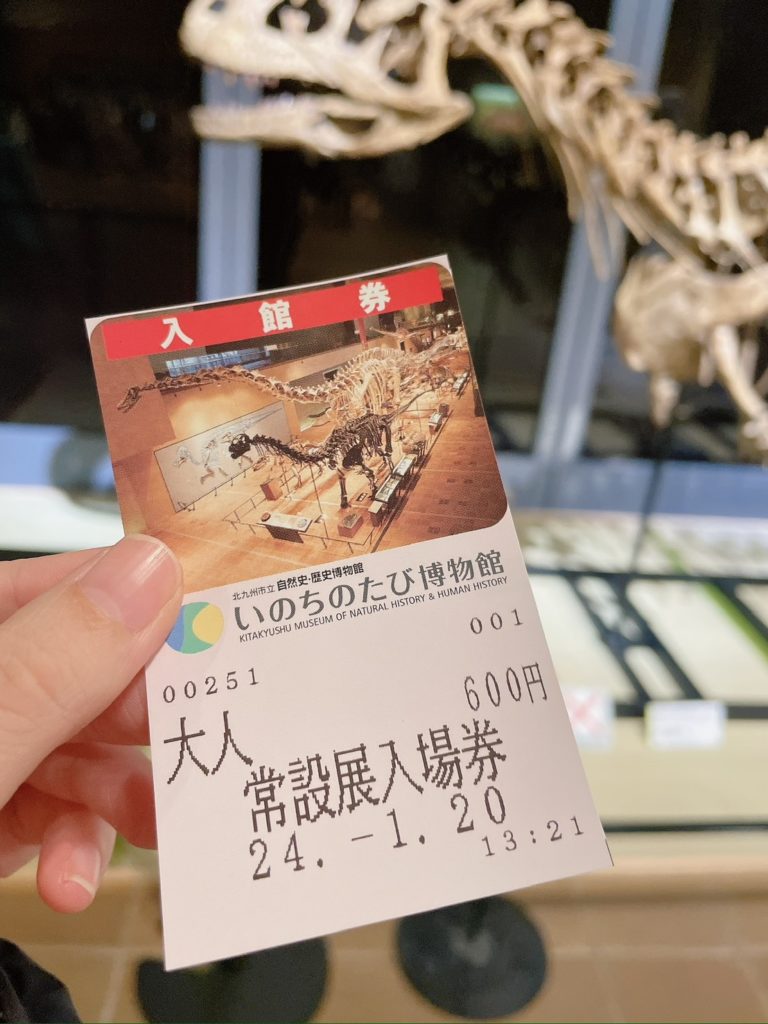 入館券
北九州市立 自然史・歴史博物館
いのちのたび博物館
KITAKYUSHU MUSEUM OF NATURAL HISTORY & HUMAN HISTORY
001
00251
600円
大人
常設展入場券
24.-1.20
13:21